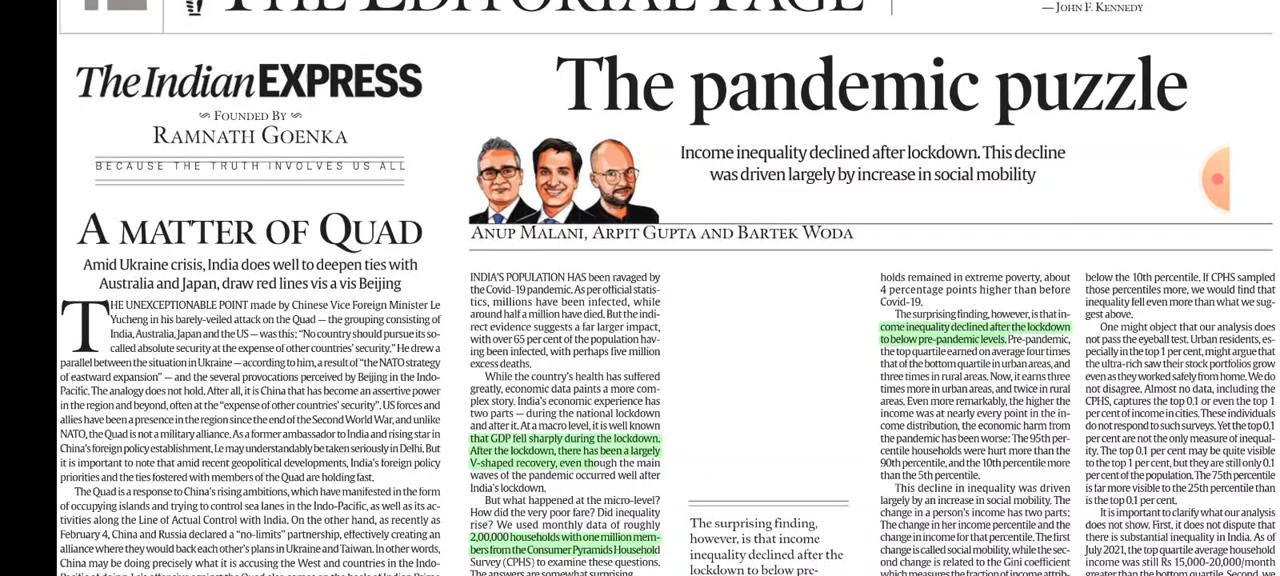 THE EDITORIAL PAGE
— JOHN F. KENNEDY
The Indian EXPRESS
FOUNDED BY
RAMNATH GOENKA
BECAUSE THE TRUTH INVOLVES US ALL
A MATTER OF QUAD
Amid Ukraine crisis, India does well to deepen ties with
Australia and Japan, draw red lines vis a vis Beijing
THE UNEXCEPTIONABLE POINT made by Chinese Vice Foreign Minister Le
Yucheng in his barely-veiled attack on the Quad — the grouping consisting of
India, Australia, Japan and the US — was this: "No country should pursue its so-
called absolute security at the expense of other countries' security." He drew a
parallel between the situation in Ukraine — according to him, a result of "the NATO strategy
of eastward expansion" — and the several provocations perceived by Beijing in the Indo-
Pacific. The analogy does not hold. After all, it is China that has become an assertive power
in the region and beyond, often at the "expense of other countries' security". US forces and
allies have been a presence in the region since the end of the Second World War, and unlike
NATO, the Quad is not a military alliance. As a former ambassador to India and rising star in
China's foreign policy establishment, Le may understandably be taken seriously in Delhi. But
it is important to note that amid recent geopolitical developments, India's foreign policy
priorities and the ties fostered with members of the Quad are holding fast.
The Quad is a response to China's rising ambitions, which have manifested in the form
of occupying islands and trying to control sea lanes in the Indo-Pacific, as well as its ac-
tivities along the Line of Actual Control with India. On the other hand, as recently as
February 4, China and Russia declared a "no-limits" partnership, effectively creating an
alliance where they would back each other's plans in Ukraine and Taiwan. In other words,
China may be doing precisely what it is accusing the West and countries in the Indo-
The pandemic puzzle
Income inequality declined after lockdown. This decline
was driven largely by increase in social mobility
ANUP MALANI, ARPIT GUPTA AND BARTEK WODA
INDIA'S POPULATION HAS been ravaged by
the Covid-19 pandemic. As per official statis-
tics, millions have been infected, while
around half a million have died. But the indi-
rect evidence suggests a far larger impact,
with over 65 per cent of the population hav-
ing been infected, with perhaps five million
excess deaths.
While the country's health has suffered
greatly, economic data paints a more com-
plex story. India's economic experience has
two parts — during the national lockdown
and after it. At a macro level, it is well known
that GDP fell sharply during the lockdown.
After the lockdown, there has been a largely
V-shaped recovery, even though the main
waves of the pandemic occurred well after
India's lockdown.
But what happened at the micro-level?
How did the very poor fare? Did inequality
rise? We used monthly data of roughly
2,00,000 households with one million mem-
bers from the Consumer Pyramids Household
Survey (CPHS) to examine these questions.
The answers are somewhat surprising.
The surprising finding,
however, is that income
inequality declined after the
lockdown to below pre-
holds remained in extreme poverty, about
4 percentage points higher than before
Covid-19.
The surprising finding, however, is that in-
come inequality declined after the lockdown
to below pre-pandemic levels. Pre-pandemic,
the top quartile earned on average four times
that of the bottom quartile in urban areas, and
three times in rural areas. Now, it earns three
times more in urban areas, and twice in rural
areas. Even more remarkably, the higher the
income was at nearly every point in the in-
come distribution, the economic harm from
the pandemic has been worse: The 95th per-
centile households were hurt more than the
90th percentile, and the 10th percentile more
than the 5th percentile.
This decline in inequality was driven
largely by an increase in social mobility. The
change in a person's income has two parts:
The change in her income percentile and the
change in income for that percentile. The first
change is called social mobility, while the sec-
ond change is related to the Gini coefficient
which measures the fraction of income attrib-
below the 10th percentile. If CPHS sampled
those percentiles more, we would find that
inequality fell even more than what we sug-
gest above.
One might object that our analysis does
not pass the eyeball test. Urban residents, es-
pecially in the top 1 per cent, might argue that
the ultra-rich saw their stock portfolios grow
even as they worked safely from home. We do
not disagree. Almost no data, including the
CPHS, captures the top 0.1 or even the top 1
per cent of income in cities. These individuals
do not respond to such surveys. Yet the top 0.1
per cent are not the only measure of inequal-
ity. The top 0.1 per cent may be quite visible
to the top 1 per cent, but they are still only 0.1
per cent of the population. The 75th percentile
is far more visible to the 25th percentile than
is the top 0.1 per cent.
It is important to clarify what our analysis
does not show. First, it does not dispute that
there is substantial inequality in India. As of
July 2021, the top quartile average household
income was still Rs 15,000-20,000/month
greater than the bottom quartile. Second, we